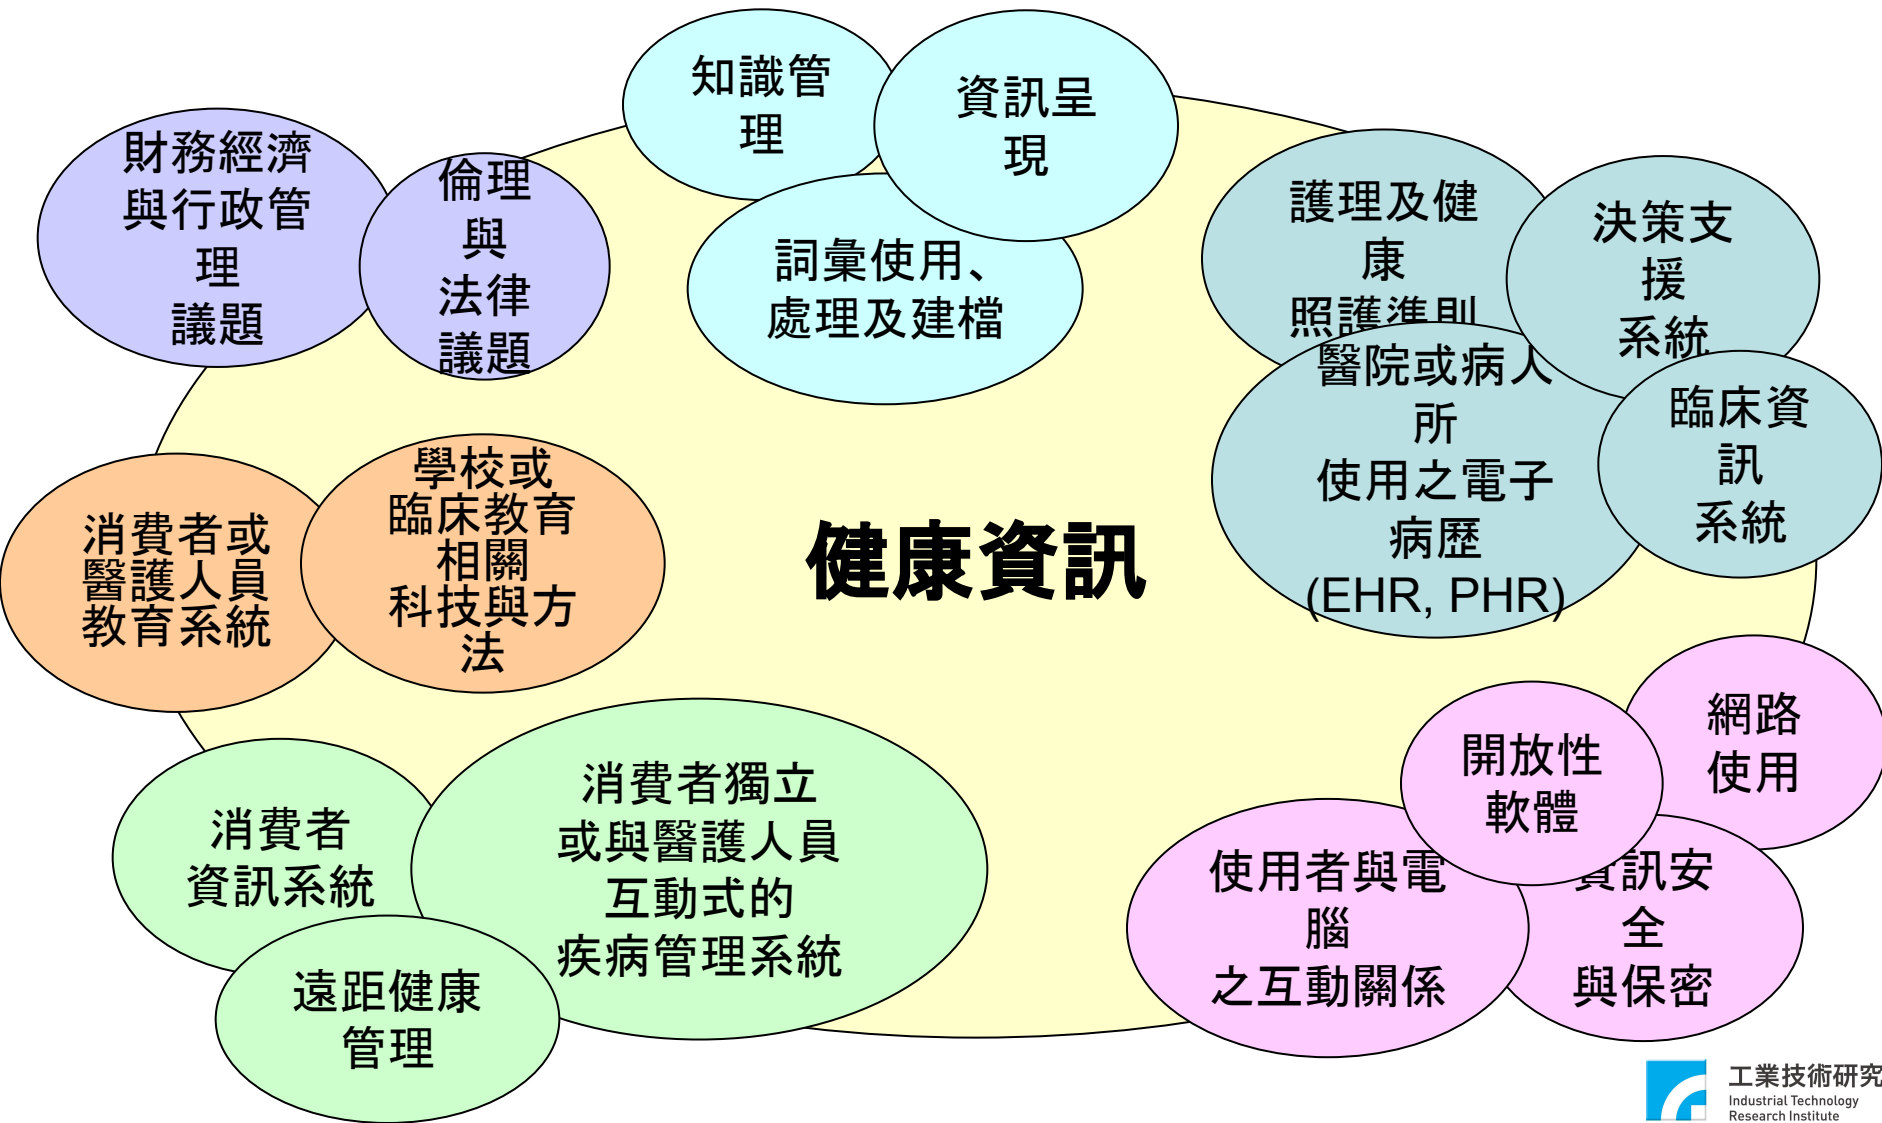 知識管
理
資訊呈
現
詞彙使用、
處理及建檔
財務經濟
與行政管
理
議題
倫理
與
法律
議題
護理及健
康
照護準則
決策支
援
系統
臨床資
訊
系統
醫院或病人
所
使用之電子
病歷
(EHR, PHR)
消費者或
醫護人員
教育系統
學校或
臨床教育
相關
科技與方
法
健康資訊
消費者
資訊系統
消費者獨立
或與醫護人員
互動式的
疾病管理系統
遠距健康
管理
網路
使用
開放性
軟體
使用者與電
腦
之互動關係
資訊安
全
與保密
工業技術研究
Industrial Technology
Research Institute